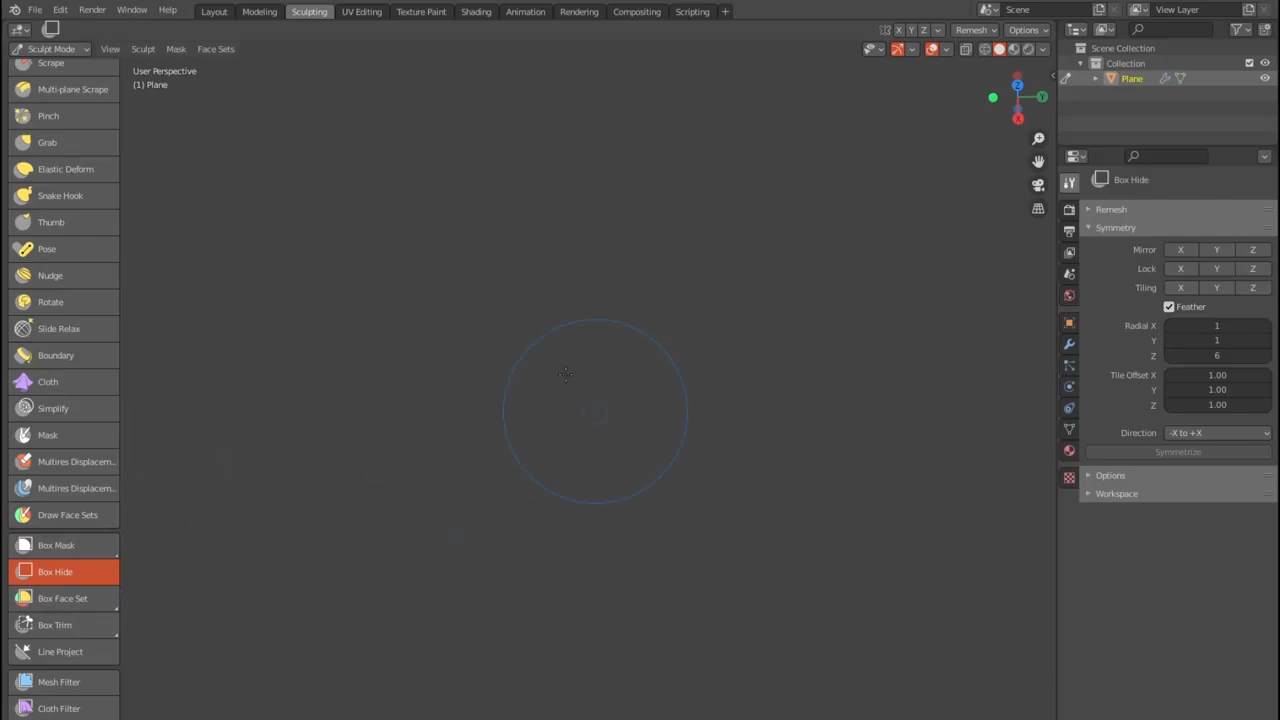 File Edit Render Window Help Layout Modeling Sculpting UV Editing Texture Paint Shading Animation Rendering Compositing Scripting + Scene View Layer
X Y Z Remesh Options
Sculpt Mode View Sculpt Mask Face Sets
User Perspective
(1) Plane
Scrape
Multi-plane Scrape
Pinch
Grab
Elastic Deform
Snake Hook
Thumb
Pose
Nudge
Rotate
Slide Relax
Boundary
Cloth
Simplify
Mask
Multires Displacem...
Multires Displacem...
Draw Face Sets
Box Mask
Box Hide
Box Face Set
Box Trim
Line Project
Mesh Filter
Cloth Filter
Z
Y
X
Scene Collection
Collection
Plane
Box Hide
Remesh
Symmetry
Mirror X Y Z
Lock X Y Z
Tiling X Y Z
Feather
Radial X 1
Y 1
Z 6
Tile Offset X 1.00
Y 1.00
Z 1.00
Direction -X to +X
Symmetrize
Options
Workspace